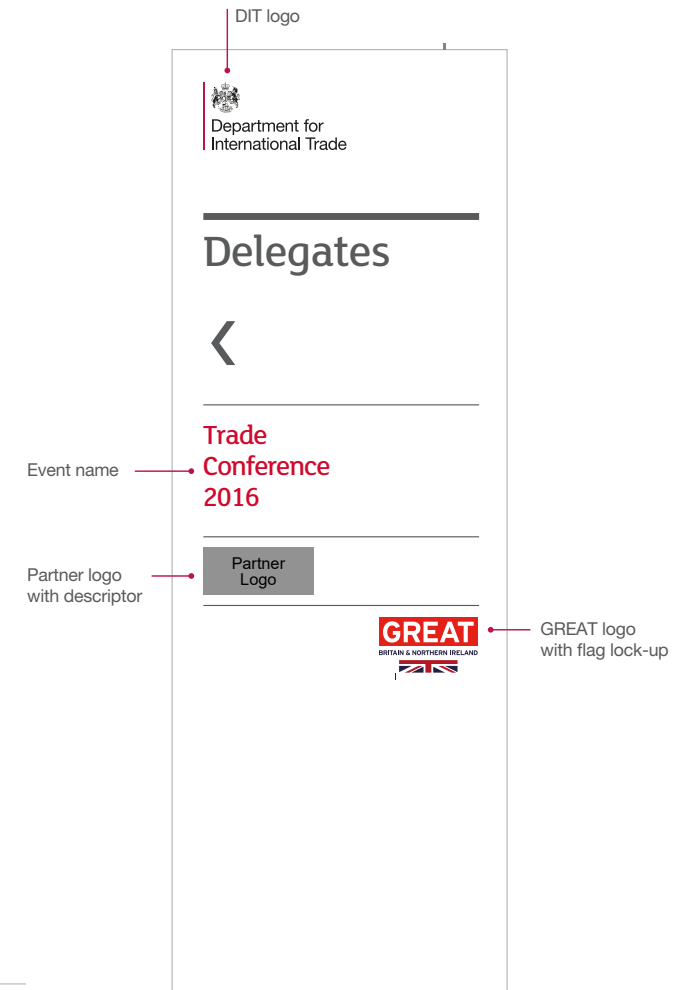 DIT logo
Department for
International Trade
Delegates
Trade
Conference
2016
Event name
Partner
Logo
Partner logo
with descriptor
GREAT
BRITAIN & NORTHERN IRELAND
GREAT logo
with flag lock-up